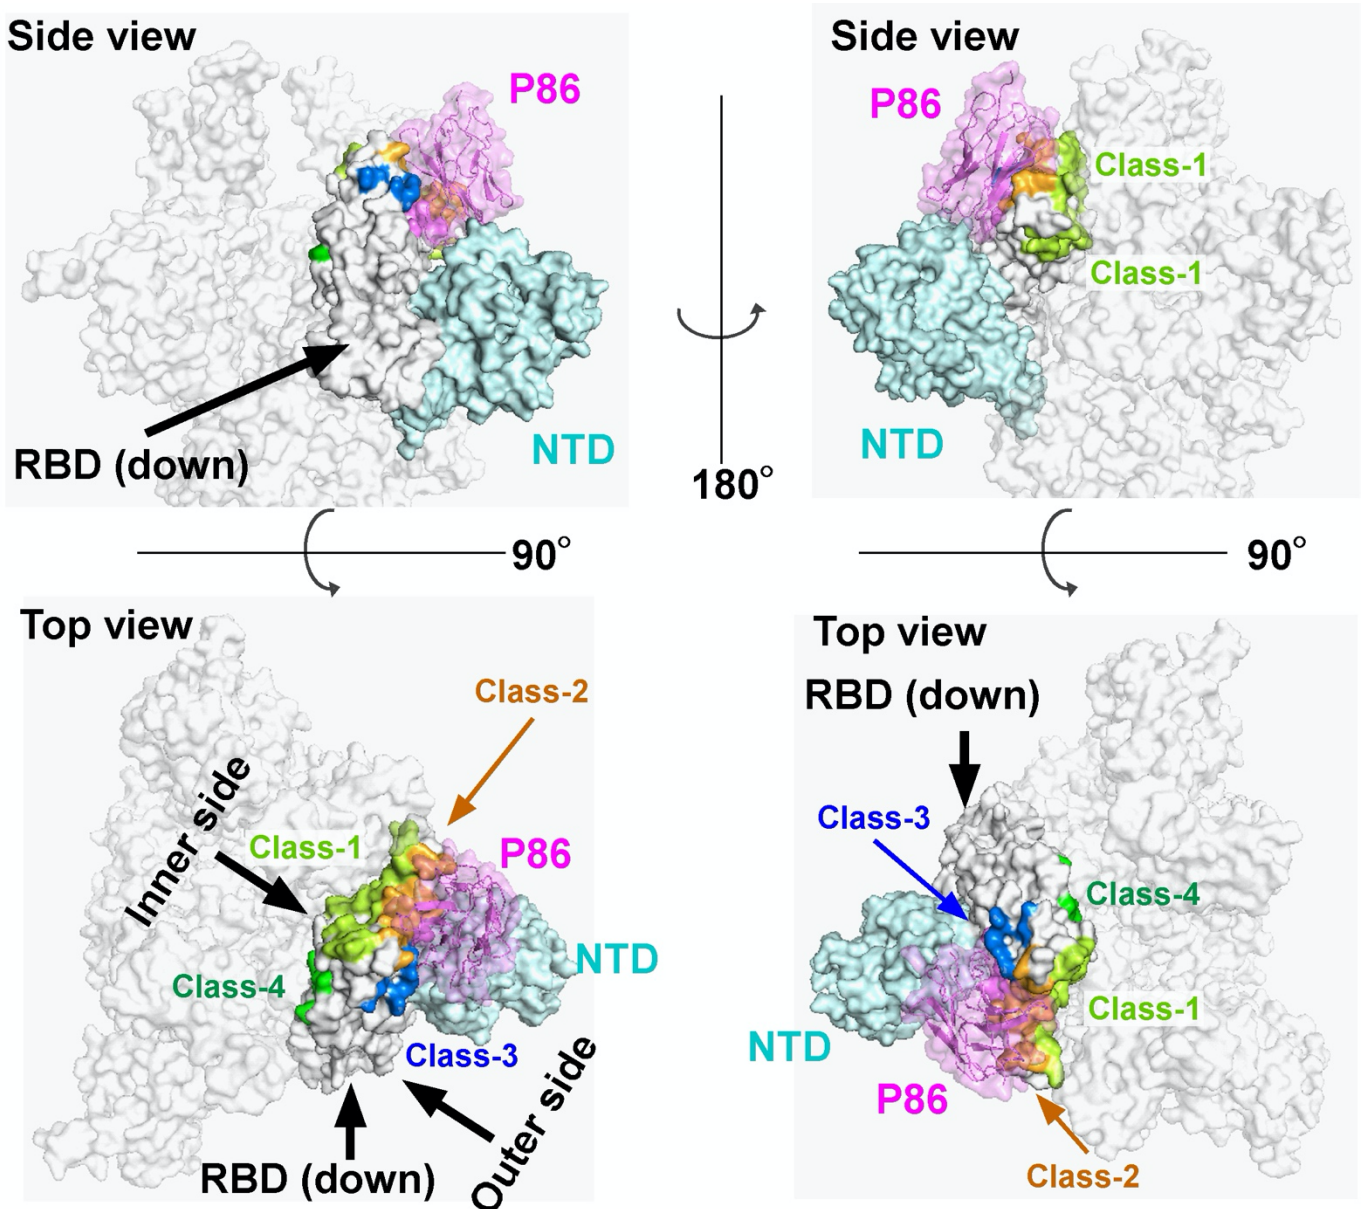 Side view
P86
RBD (down)
NTD
180°
Side view
P86
Class-1
Class-1
NTD
90°
90°
Top view
Class-2
Inner side
Class-1
P86
NTD
Class-4
Class-3
Outer side
RBD (down)
Top view
RBD (down)
Class-3
Class-4
Class-1
NTD
P86
Class-2